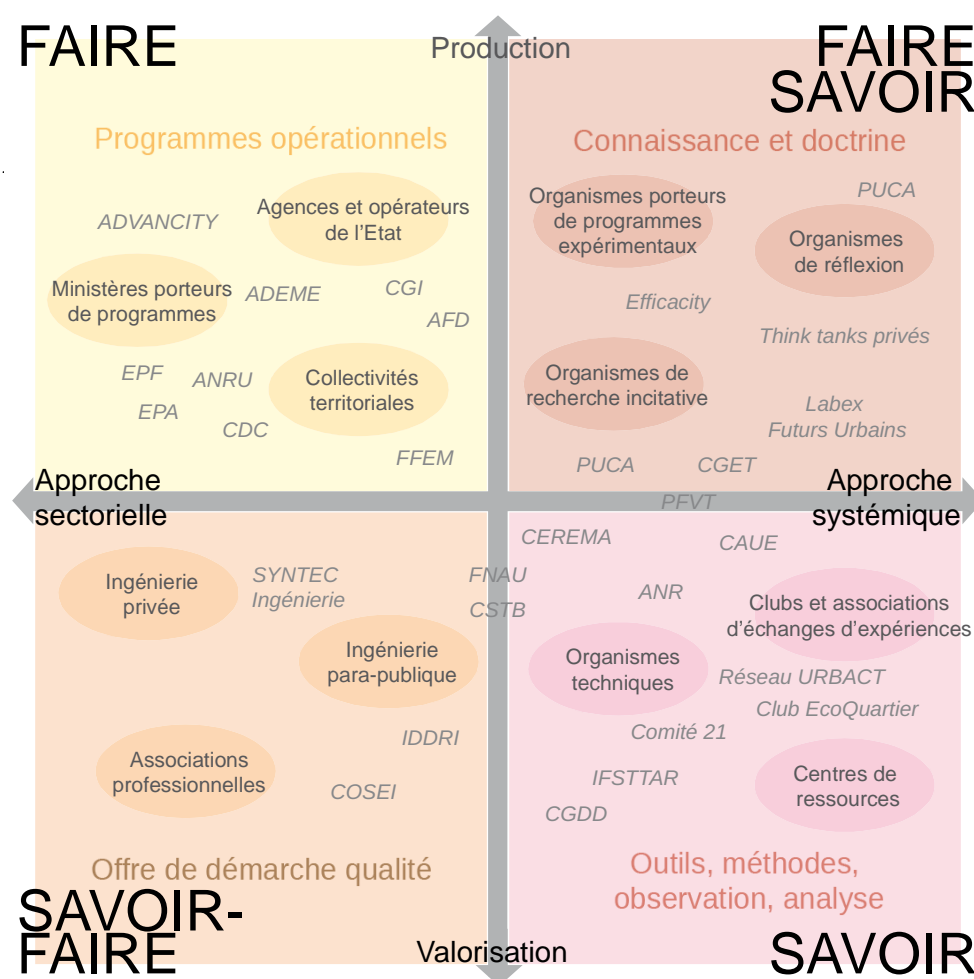 FAIRE
Production
FAIRE
SAVOIR
Programmes opérationnels
Connaissance et doctrine
ADVANCITY
Agences et opérateurs
de l'Etat
Ministères porteurs
de programmes
ADEME
CGI
AFD
EPF
ANRU
EPA
CDC
Collectivités
territoriales
FFEM
Organismes porteurs
de programmes
expérimentaux
PUCA
Organismes
de réflexion
Efficacity
Think tanks privés
Organismes de
recherche incitative
Labex
Futurs Urbains
PUCA
CGET
PFVT
Approche
sectorielle
Approche
systémique
Ingénierie
privée
SYNTEC
Ingénierie
FNAU
CSTB
Ingénierie
para-publique
IDDRI
Associations
professionnelles
COSEI
Offre de démarche qualité
SAVOIR-
FAIRE
CEREMA
CAUE
ANR
Clubs et associations
d'échanges d'expériences
Organismes
techniques
Réseau URBACT
Club EcoQuartier
Comité 21
IFSTTAR
CGDD
Centres de
ressources
Outils, méthodes,
observation, analyse
Valorisation
SAVOIR